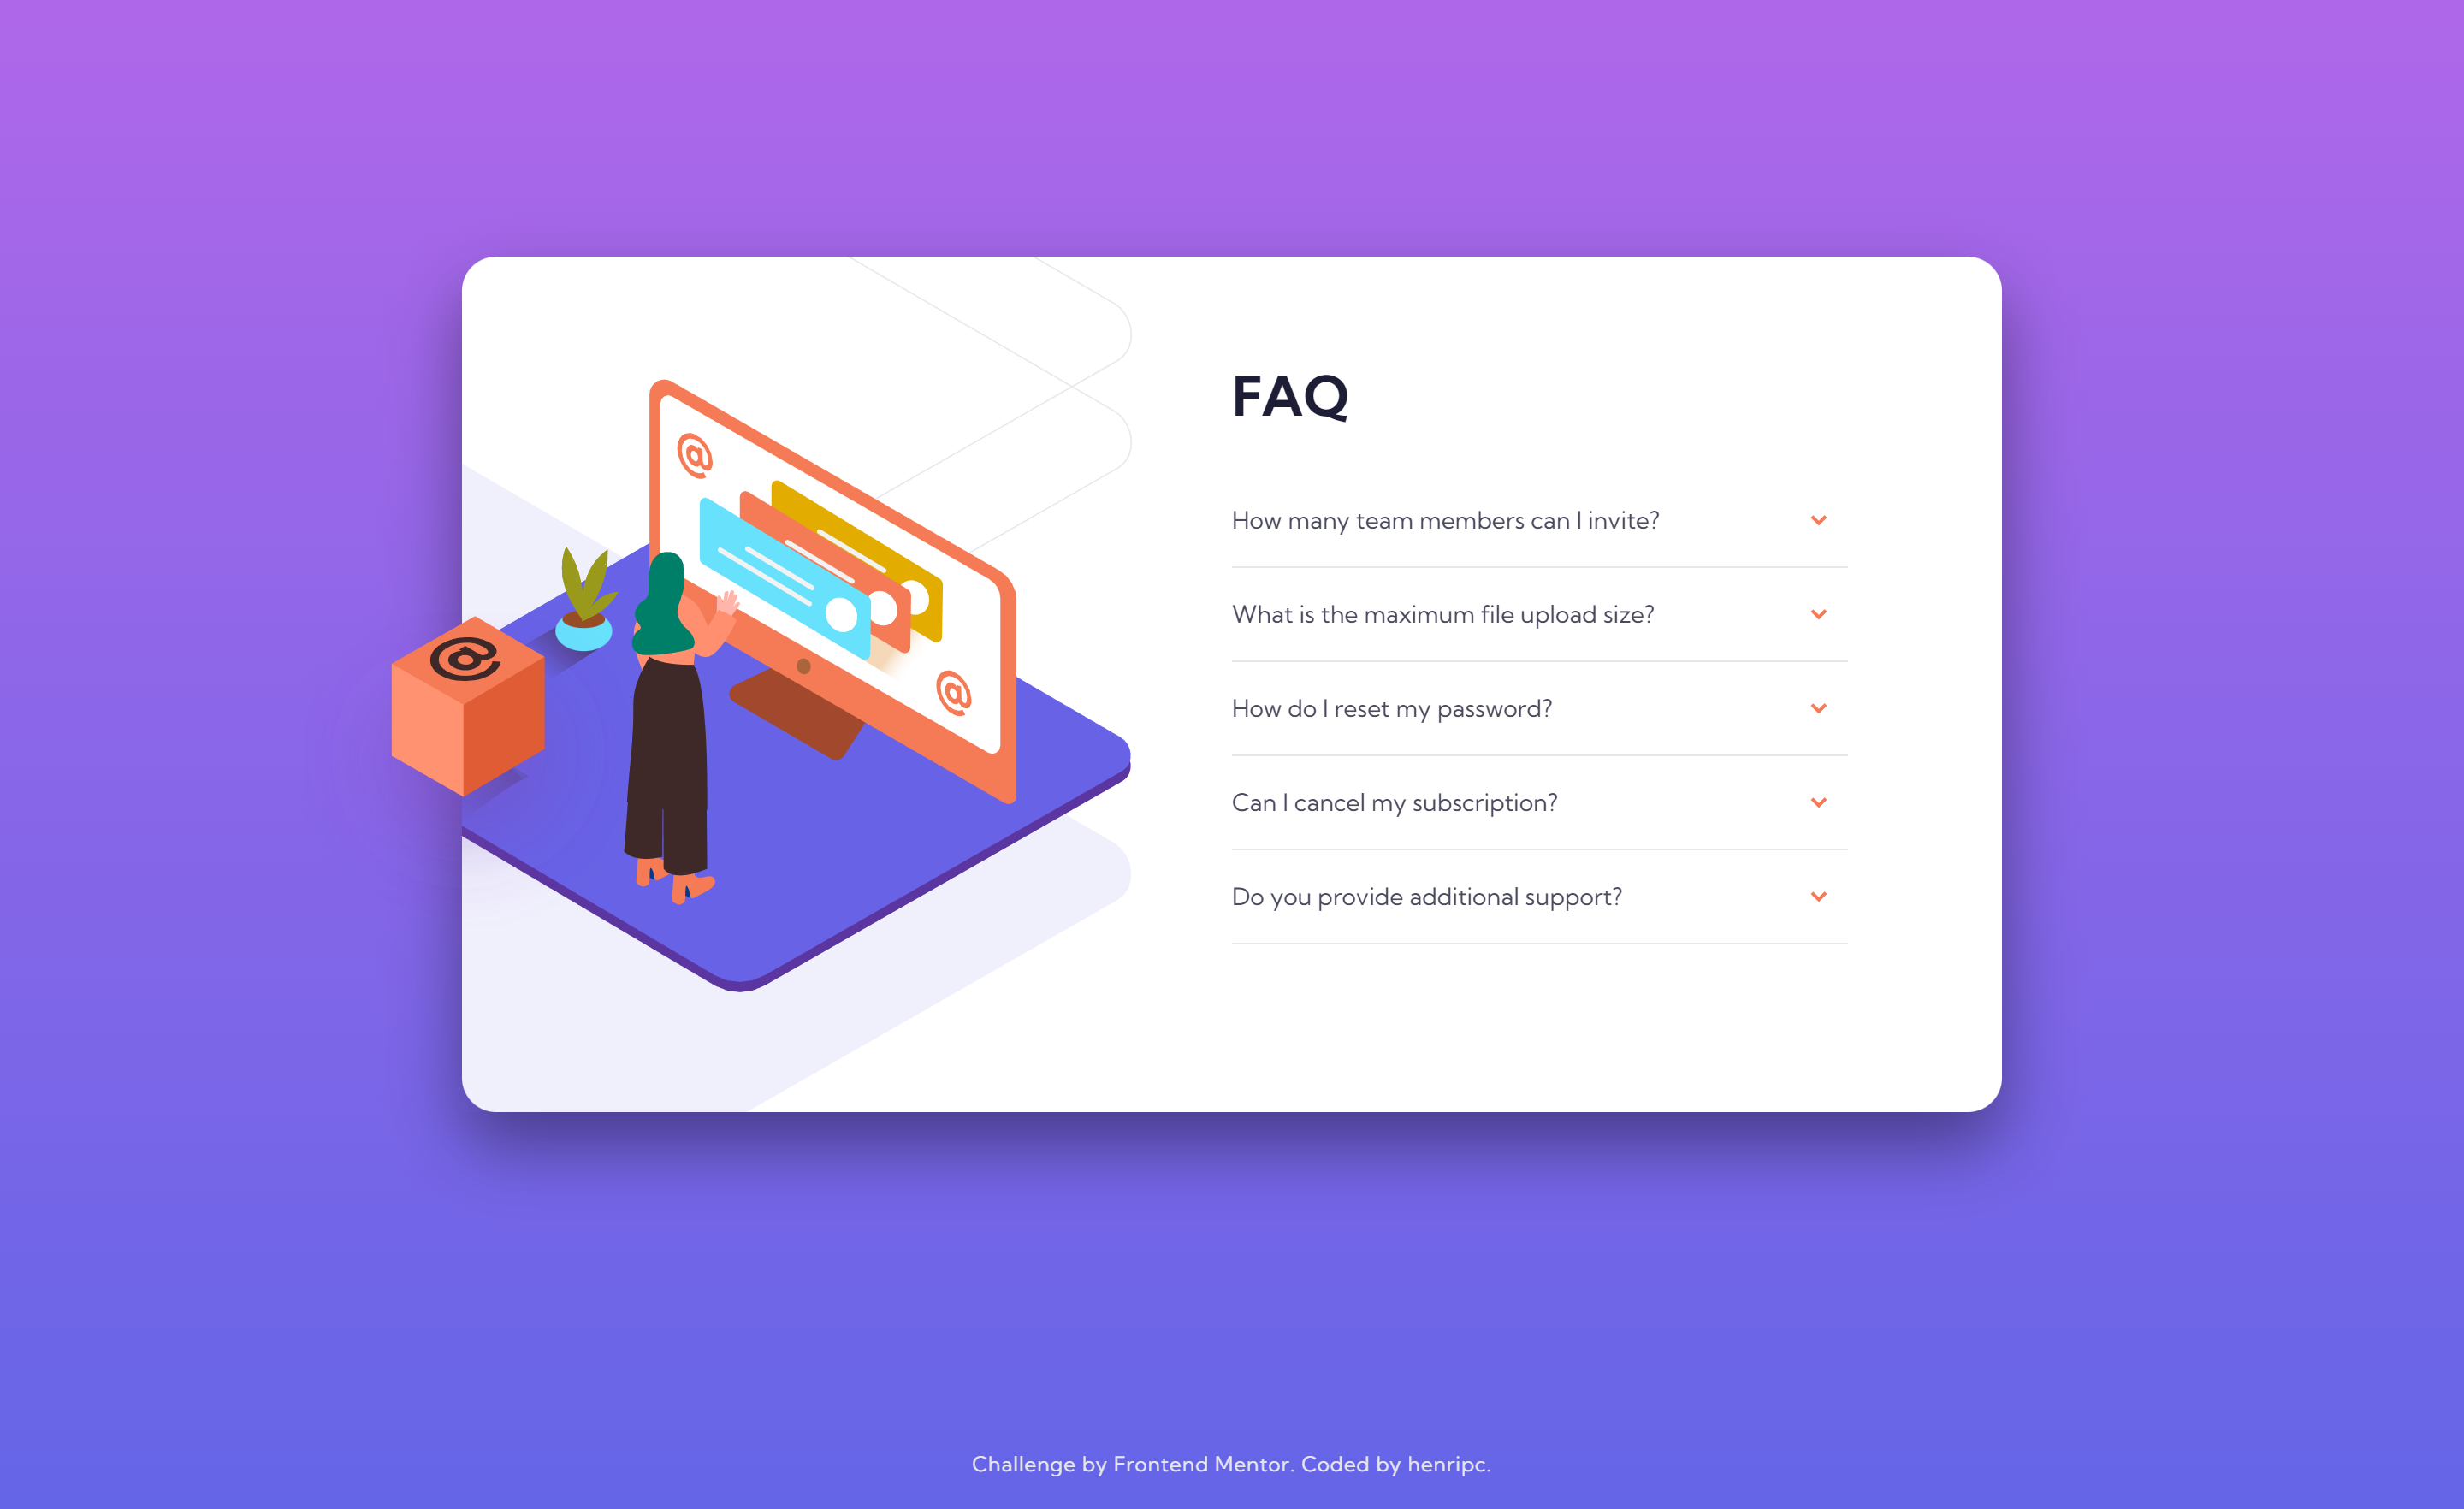 @
@
@
FAQ
How many team members can I invite?
What is the maximum file upload size?
How do I reset my password?
Can I cancel my subscription?
Do you provide additional support?
Challenge by Frontend Mentor. Coded by henripc.